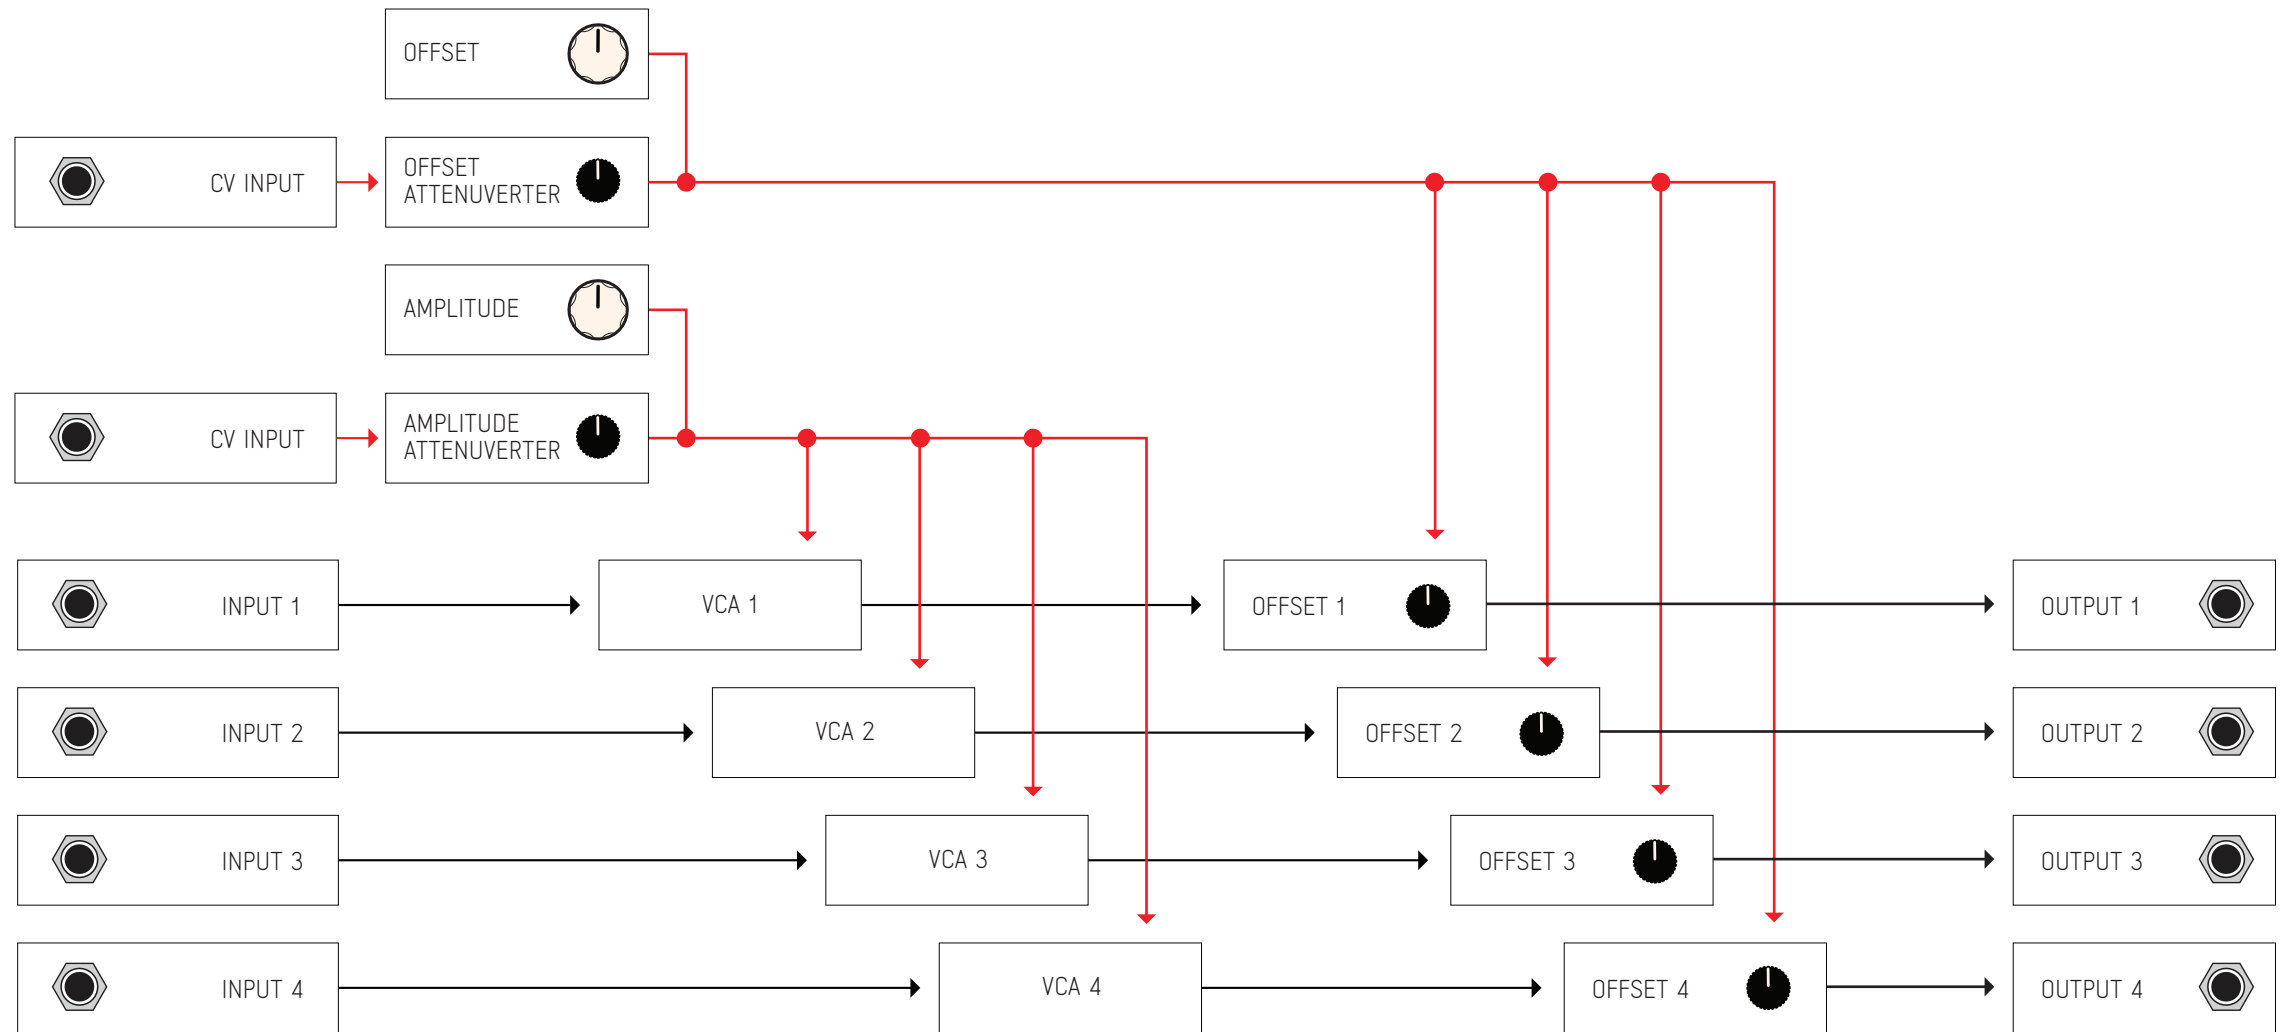 OFFSET
CV INPUT
OFFSET
ATTENUVERTER
AMPLITUDE
CV INPUT
AMPLITUDE
ATTENUVERTER
INPUT 1
VCA 1
OFFSET 1
OUTPUT 1
INPUT 2
VCA 2
OFFSET 2
OUTPUT 2
INPUT 3
VCA 3
OFFSET 3
OUTPUT 3
INPUT 4
VCA 4
OFFSET 4
OUTPUT 4